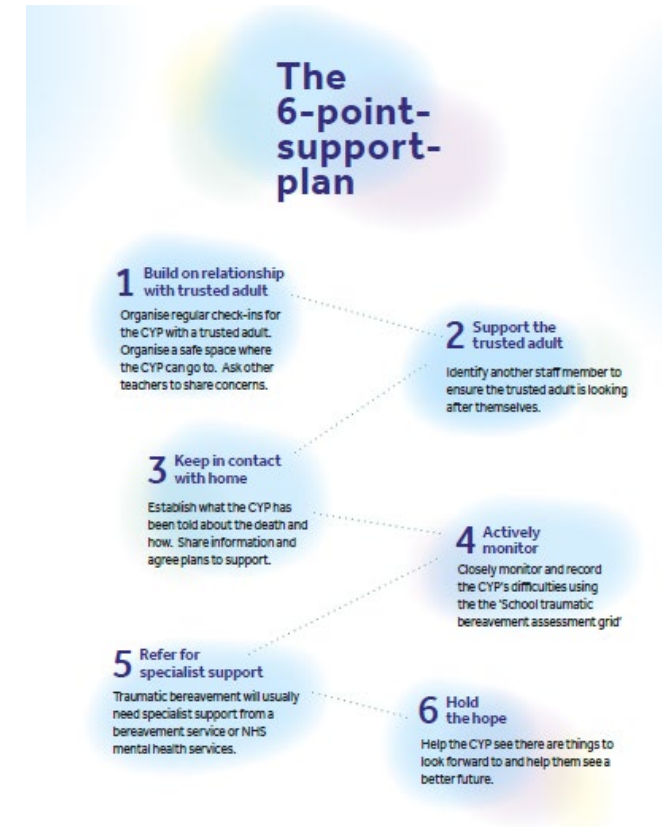 The
6-point-
support-
plan
1 Build on relationship
with trusted adult
Organise regular check-ins for
the CYP with a trusted adult.
Organise a safe space where
the CYP can go to. Ask other
teachers to share concerns.
2 Support the
trusted adult
Identify another staff member to
ensure the trusted adult is looking
after themselves.
3 Keep in contact
with home
Establish what the CYP has
been told about the death and
how. Share information and
agree plans to support.
4 Actively
monitor
Closely monitor and record
the CYP's difficulties using
the the 'School traumatic
bereavement assessment grid'
5 Refer for
specialist support
Traumatic bereavement will usually
need specialist support from a
bereavement service or NHS
mental health services.
6 Hold
the hope
Help the CYP see there are things to
look forward to and help them see a
better future.